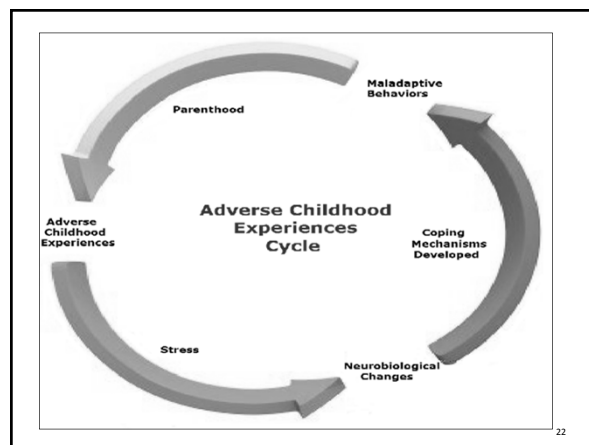 Maladaptive
Behaviors
Parenthood
Adverse
Childhood
Experiences
Adverse Childhood
Experiences
Cycle
Coping
Mechanisms
Developed
Stress
Neurobiological
Changes
22